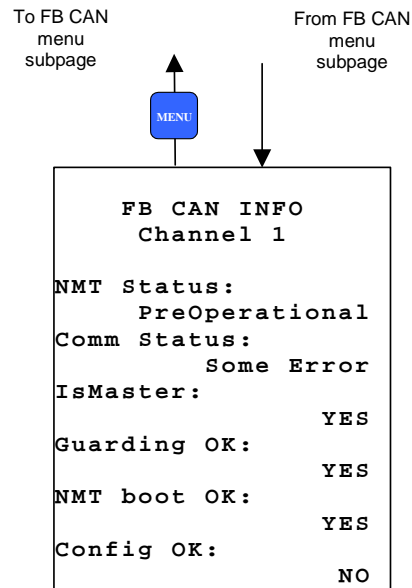 To FB CAN
menu
subpage
From FB CAN
menu
subpage
MENU
FB CAN INFO
Channel 1
NMT Status:
PreOperational
Comm Status:
Some Error
IsMaster:
YES
Guarding OK:
YES
NMT boot OK:
YES
Config OK:
NO